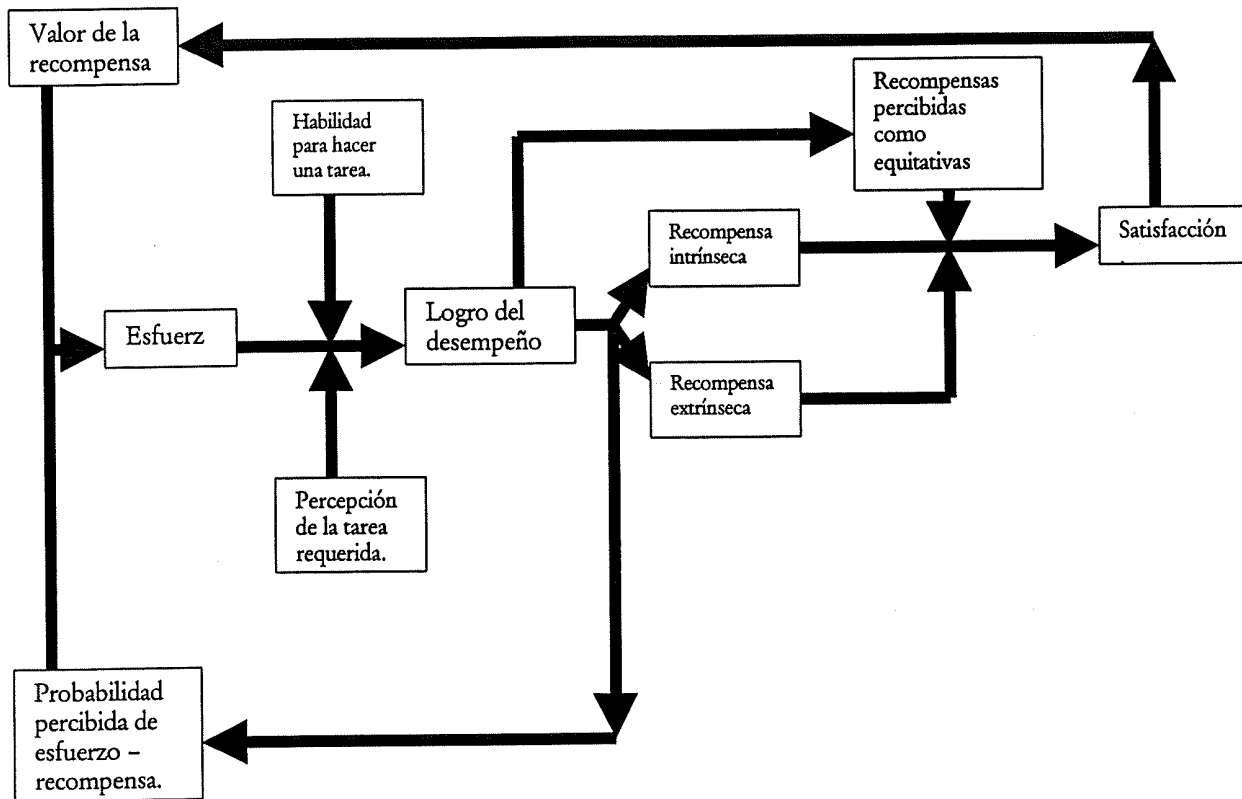 Valor de la
recompensa
Habilidad
para hacer
una tarea.
Recompensas
percibidas
como
equitativas
Recompensa
intrínseca
Satisfacción
Esfuerz
Logro del
desempeño
Recompensa
extrínseca
Percepción
de la tarea
requerida.
Probabilidad
percibida de
esfuerzo –
recompensa.